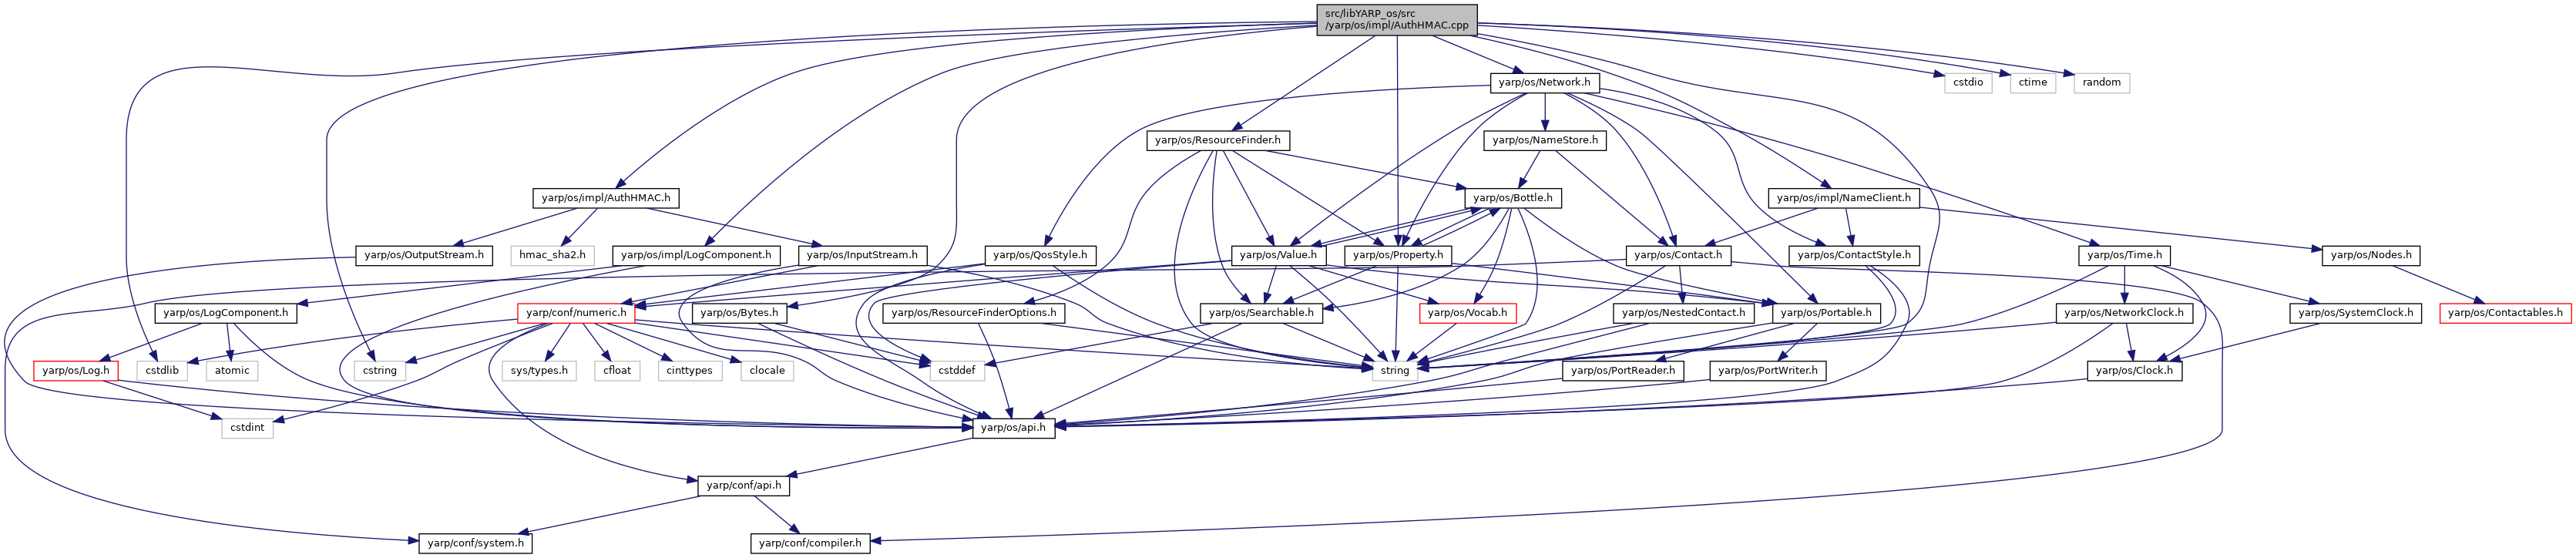 src/libYARP_os/src
/yarp/os/impl/AuthHMAC.cpp
yarp/os/Network.h
cstdio
ctime
random
yarp/os/ResourceFinder.h
yarp/os/NameStore.h
yarp/os/impl/AuthHMAC.h
yarp/os/Bottle.h
yarp/os/impl/NameClient.h
yarp/os/OutputStream.h
hmac_sha2.h
yarp/os/impl/LogComponent.h
yarp/os/InputStream.h
yarp/os/QosStyle.h
yarp/os/Value.h
yarp/os/Property.h
yarp/os/Contact.h
yarp/os/ContactStyle.h
yarp/os/Time.h
yarp/os/Nodes.h
yarp/os/LogComponent.h
yarp/conf/numeric.h
yarp/os/Bytes.h
yarp/os/ResourceFinderOptions.h
yarp/os/Searchable.h
yarp/os/Vocab.h
yarp/os/NestedContact.h
yarp/os/Portable.h
yarp/os/NetworkClock.h
yarp/os/SystemClock.h
yarp/os/Contactables.h
yarp/os/Log.h
cstdlib
atomic
cstring
sys/types.h
cfloat
cinttypes
clocale
cstddef
string
yarp/os/PortReader.h
yarp/os/PortWriter.h
yarp/os/Clock.h
cstdint
yarp/os/api.h
yarp/conf/api.h
yarp/conf/system.h
yarp/conf/compiler.h